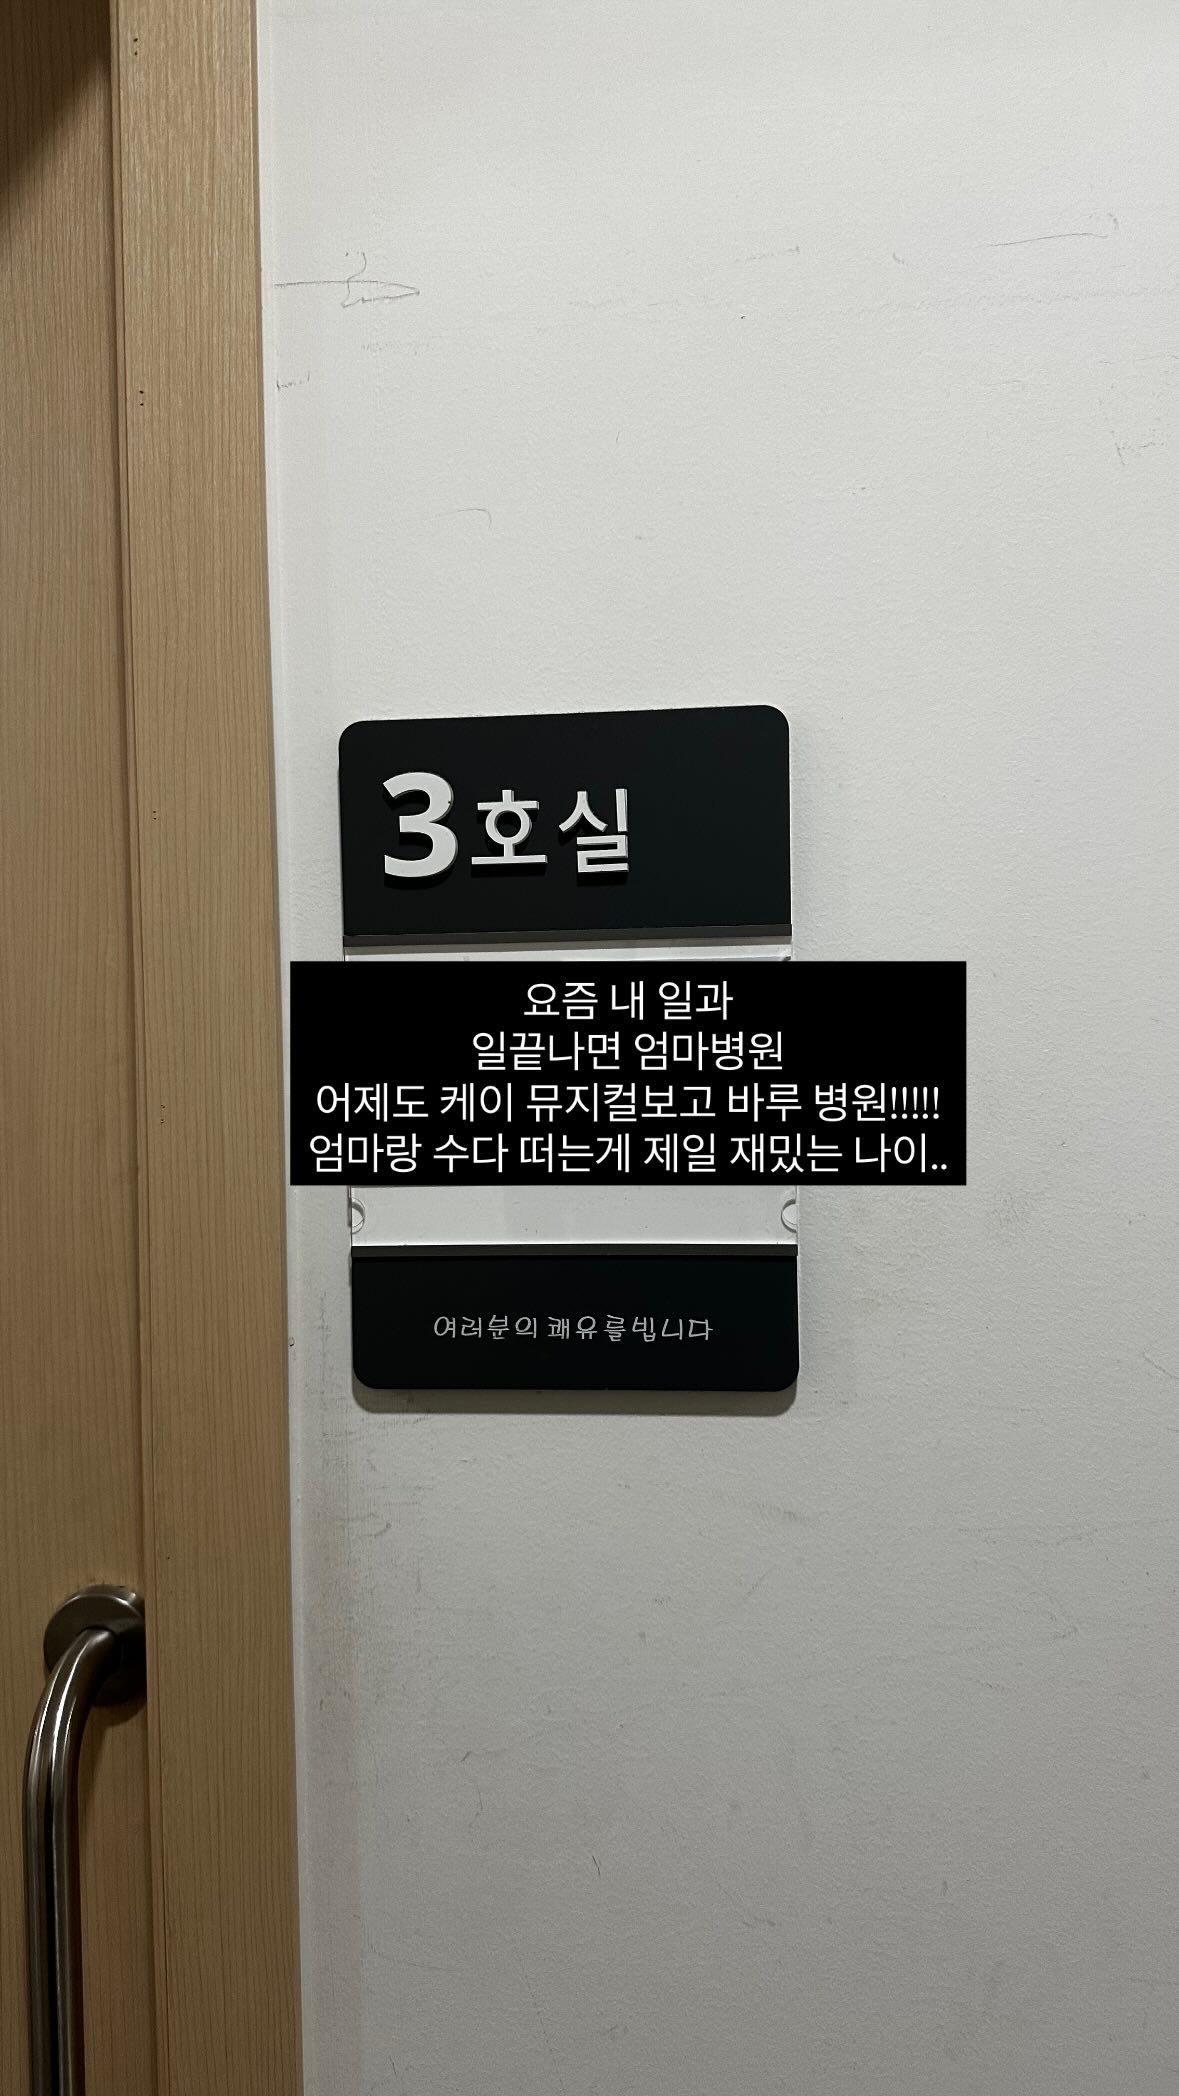 3호실
요즘 내 일과
일끝나면 엄마병원
어제도 케이 뮤지컬보고 바루 병원!!!!!
엄마랑 수다 떠는게 제일 재밌는 나이..
여러분의 쾌유를빕니다